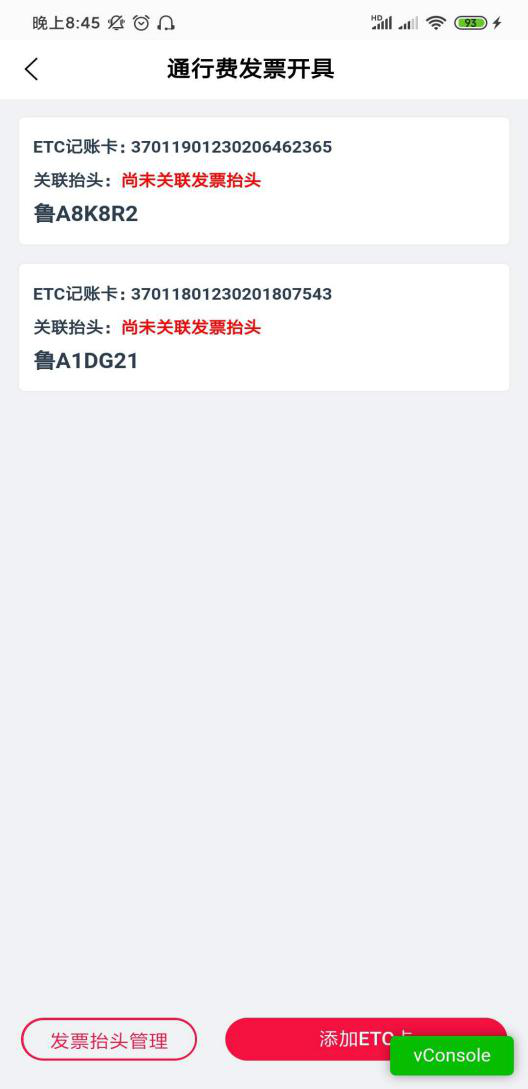 晚上8:45
HD
93
通行费发票开具
ETC记账卡：37011901230206462365
关联抬头：尚未关联发票抬头
鲁A8K8R2
ETC记账卡：37011801230201807543
关联抬头：尚未关联发票抬头
鲁A1DG21
发票抬头管理
添加ETC卡
vConsole